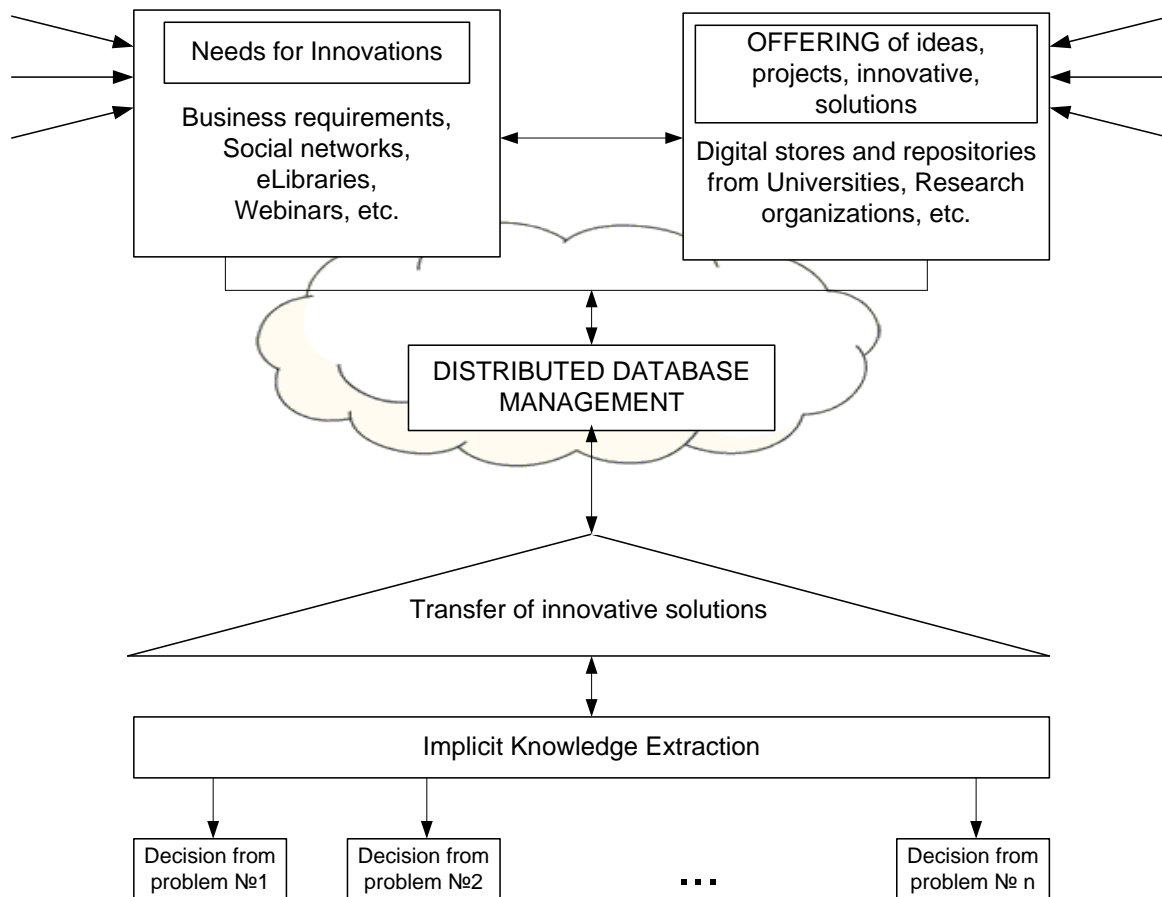 Needs for Innovations
Business requirements,
Social networks,
eLibraries,
Webinars, etc.
OFFERING of ideas,
projects, innovative,
solutions
Digital stores and repositories
from Universities, Research
organizations, etc.
DISTRIBUTED DATABASE
MANAGEMENT
Transfer of innovative solutions
Implicit Knowledge Extraction
Decision from
problem №1
Decision from
problem №2
...
Decision from
problem № n